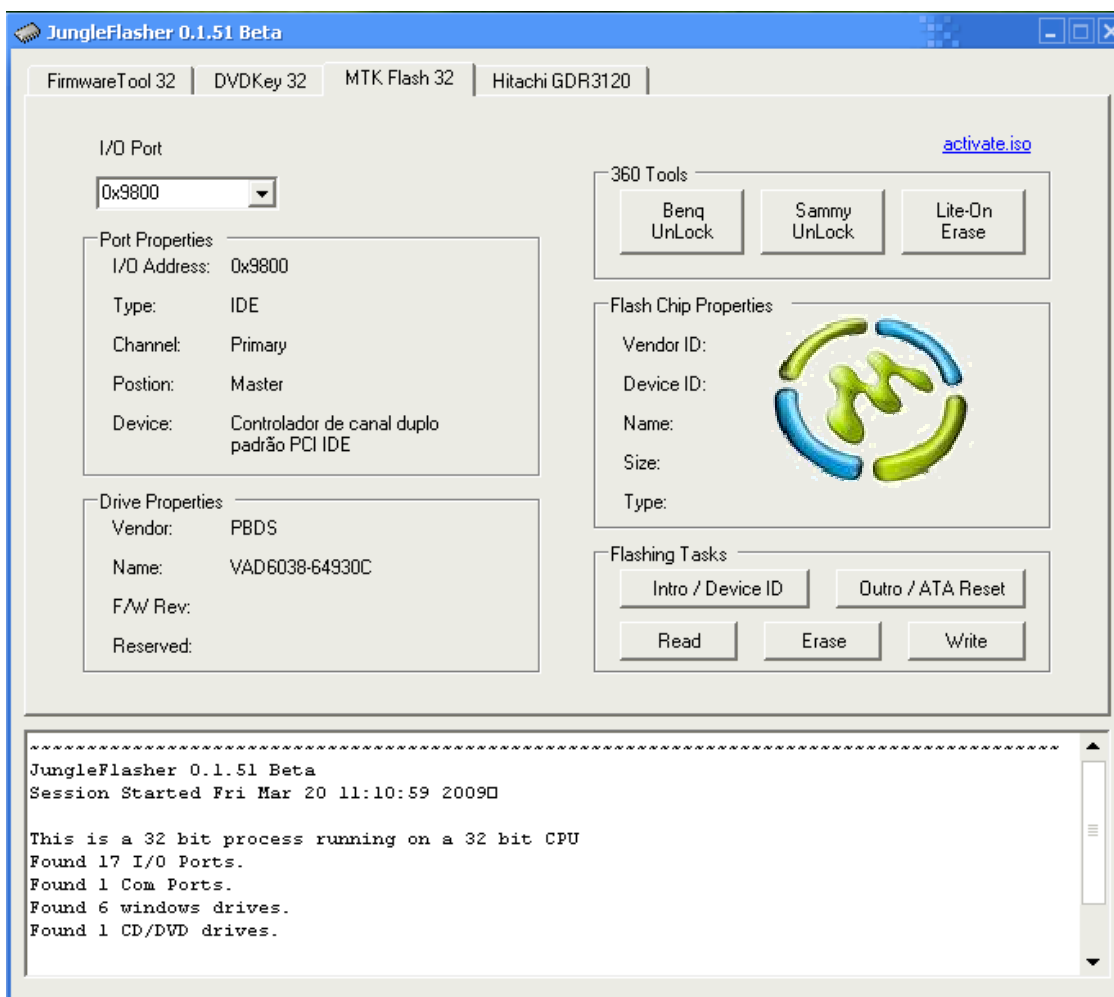 JungleFlasher 0.1.51 Beta
FirmwareTool 32
DVDKey 32
MTK Flash 32
Hitachi GDR3120
I/O Port
0x9800
activate.iso
Port Properties
I/O Address: 0x9800
Type: IDE
Channel: Primary
Postion: Master
Device: Controlador de canal duplo
padrão PCI IDE
Drive Properties
Vendor: PBDS
Name: VAD6038-64930C
F/W Rev:
Reserved:
360 Tools
Benq
UnLock
Sammy
UnLock
Lite-On
Erase
Flash Chip Properties
Vendor ID:
Device ID:
Name:
Size:
Type:
Flashing Tasks
Intro / Device ID
Outro / ATA Reset
Read
Erase
Write
~~~~~~~~~~~~~~~~~~~~~~~~~~~~~~~~~~~~~~~~~~~~~~~~~~~~~~~~~~~~~~~~~~~~~~~~~~~~~~~~~~~~~~~~~~
JungleFlasher 0.1.51 Beta
Session Started Fri Mar 20 11:10:59 2009□
This is a 32 bit process running on a 32 bit CPU
Found 17 I/O Ports.
Found 1 Com Ports.
Found 6 windows drives.
Found 1 CD/DVD drives.